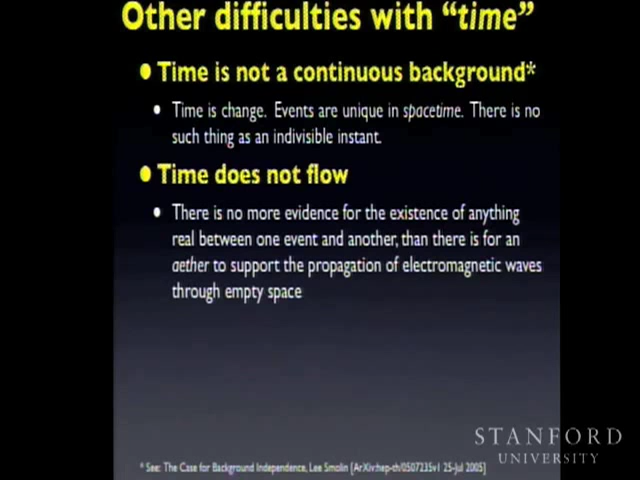 Other difficulties with “time”
Time is not a continuous background*
Time is change. Events are unique in spacetime. There is no
such thing as an indivisible instant.
Time does not flow
There is no more evidence for the existence of anything
real between one event and another, than there is for an
aether to support the propagation of electromagnetic waves
through empty space
STANFORD
UNIVERSITY
* See: The Case for Background Independence, Lee Smolin [ArXiv:hep-th/0507235v1 25-Jul 2005]